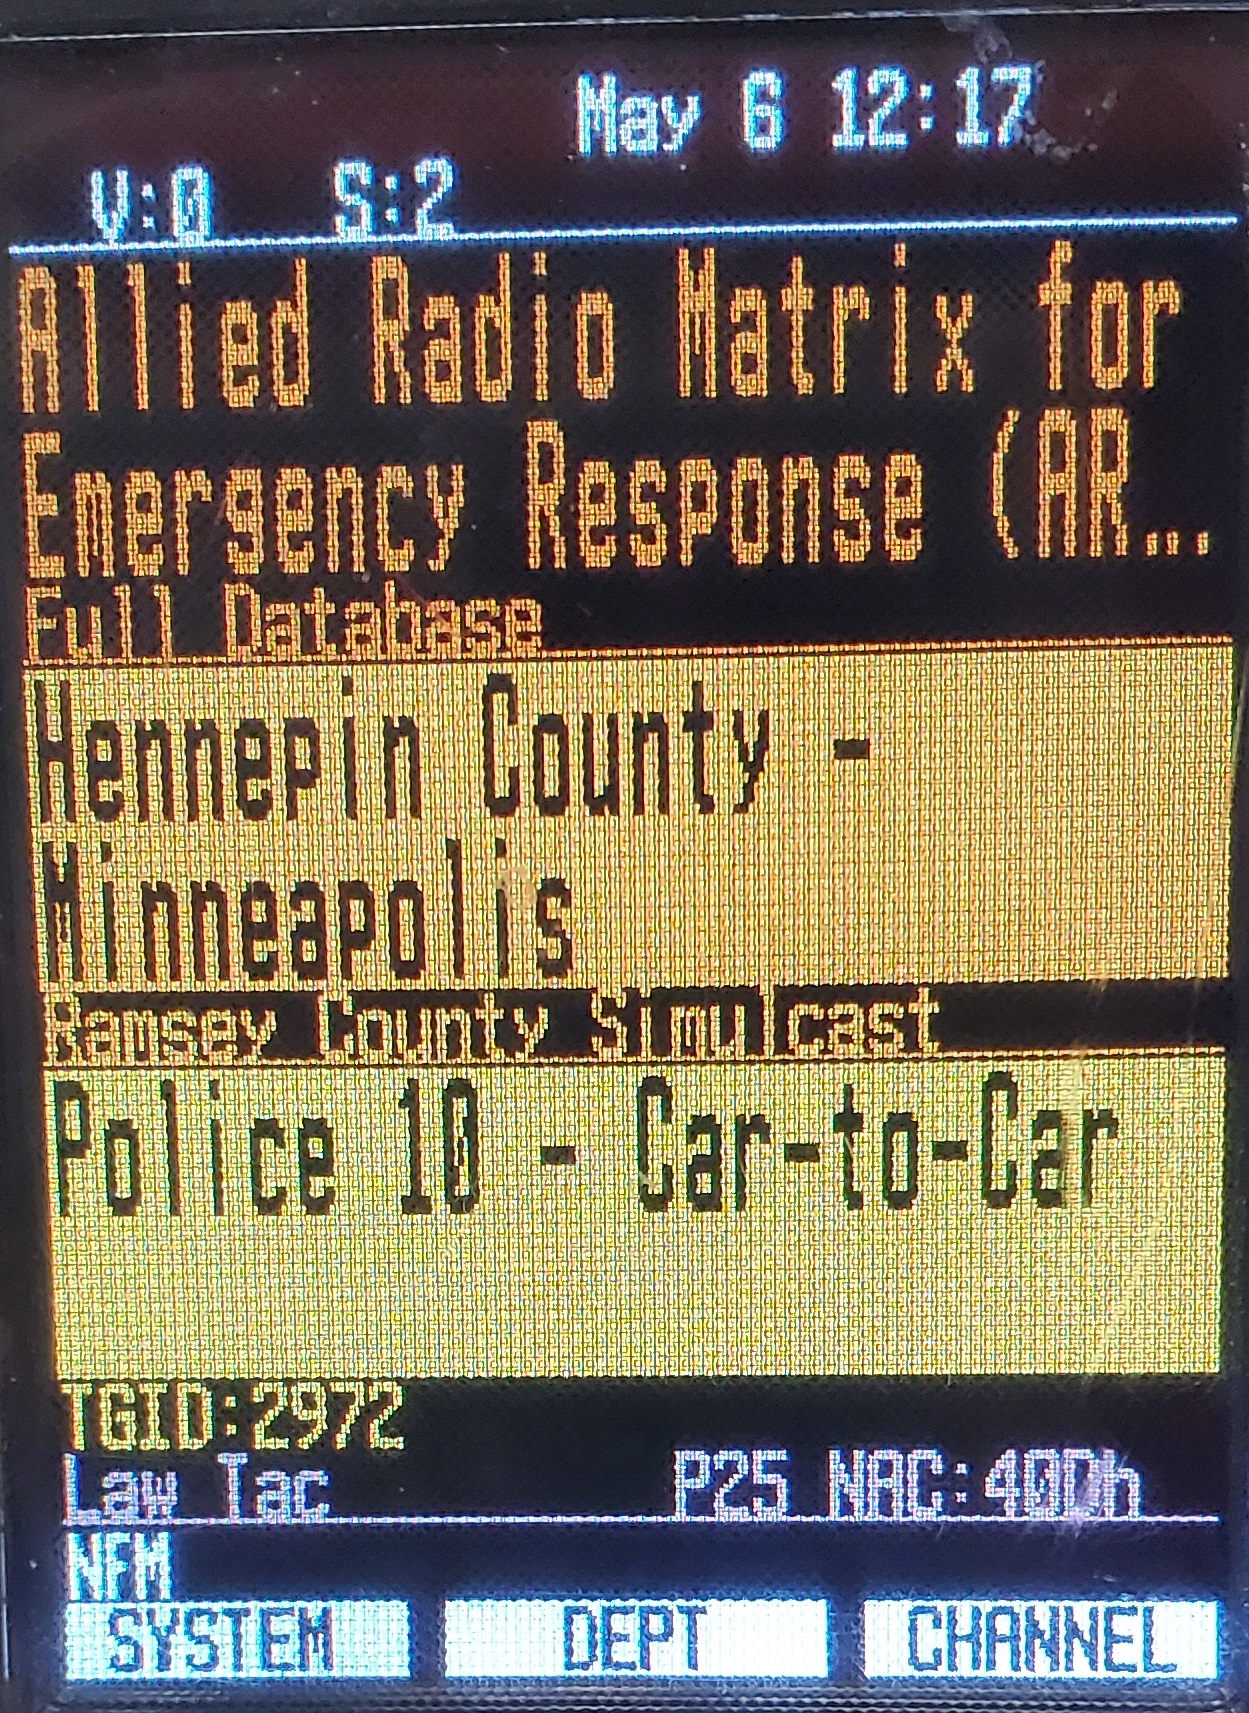 May 6 12:17
V:0 S:2
Allied Radio Matrix for
Emergency Response (AR...
Full Database
Hennepin County -
Minneapolis
Ramsey County Simulcast
Police 10 - Car-to-Car
TGID:2972
Law Tac P25 NAC:40Dh
NFM
SYSTEM DEPT CHANNEL